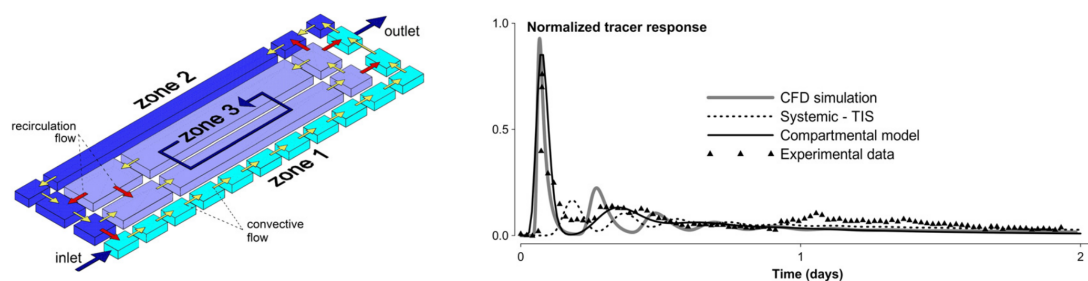 outlet
zone 2
zone 3
recirculation
flow
zone 1
convective
flow
inlet
Normalized tracer response
1.0
0.5
0.0
CFD simulation
Systemic - TIS
Compartmental model
Experimental data
0
1
2
Time (days)